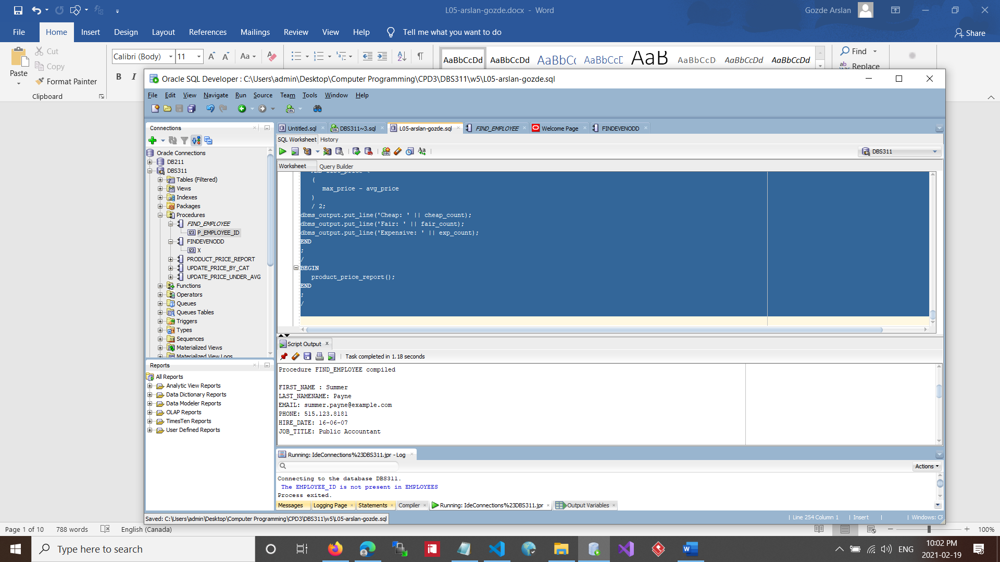 L05-arslan-gozde.docx - Word
Gozde Arslan
File Home Insert Design Layout References Mailings Review View Help Tell me what you want to do
Share
Paste
Cut
Copy
Format Painter
Clipboard
Calibri (Body) 11
Aa
B I
AaBbCcDd AaBbCcDd AaBbCc AaBbCcE AaB AaBbCcD AaBbCcDd AaBbCcDd
Find
Replace
Oracle SQL Developer : C:\Users\admin\Desktop\Computer Programming\CPD3\DBS311\w5\L05-arslan-gozde.sql
File Edit View Navigate Run Source Team Tools Window Help
Connections
Oracle Connections
DB211
DBS311
Tables (Filtered)
Views
Indexes
Packages
Procedures
FIND_EMPLOYEE
P_EMPLOYEE_ID
FINDEVENODD
X
PRODUCT_PRICE_REPORT
UPDATE_PRICE_BY_CAT
UPDATE_PRICE_UNDER_AVG
Functions
Operators
Queues
Queues Tables
Triggers
Types
Sequences
Materialized Views
Materialized View Logs
Reports
All Reports
Analytic View Reports
Data Dictionary Reports
Data Modeler Reports
OLAP Reports
TimesTen Reports
User Defined Reports
Untitled.sql DBS311~3.sql L05-arslan-gozde.sql FIND_EMPLOYEE Welcome Page FINDEVENODD
SQL Worksheet History
DBS311
Worksheet Query Builder
AND list_price <
(
max_price - avg_price
)
/ 2;
dbms_output.put_line('Cheap: ' || cheap_count);
dbms_output.put_line('Fair: ' || fair_count);
dbms_output.put_line('Expensive: ' || exp_count);
END
;
/
BEGIN
product_price_report();
END
;
/
Script Output
Task completed in 1.18 seconds
Procedure FIND_EMPLOYEE compiled
FIRST_NAME : Summer
LAST_NAMENAME: Payne
EMAIL: summer.payne@example.com
PHONE: 515.123.8181
HIRE_DATE: 16-06-07
JOB_TITLE: Public Accountant
Running: IdeConnections%23DBS311.jpr - Log
Actions
Connecting to the database DBS311.
The EMPLOYEE_ID is not present in EMPLOYEES
Process exited.
Messages Logging Page Statements Compiler Running: IdeConnections%23DBS311.jpr Output Variables
Saved: C:\Users\admin\Desktop\Computer Programming\CPD3\DBS311\w5\L05-arslan-gozde.sql
Line 254 Column 1 Insert Windows: CF
Page 1 of 10 788 words English (Canada)
100%
Type here to search
ENG
10:02 PM
2021-02-19